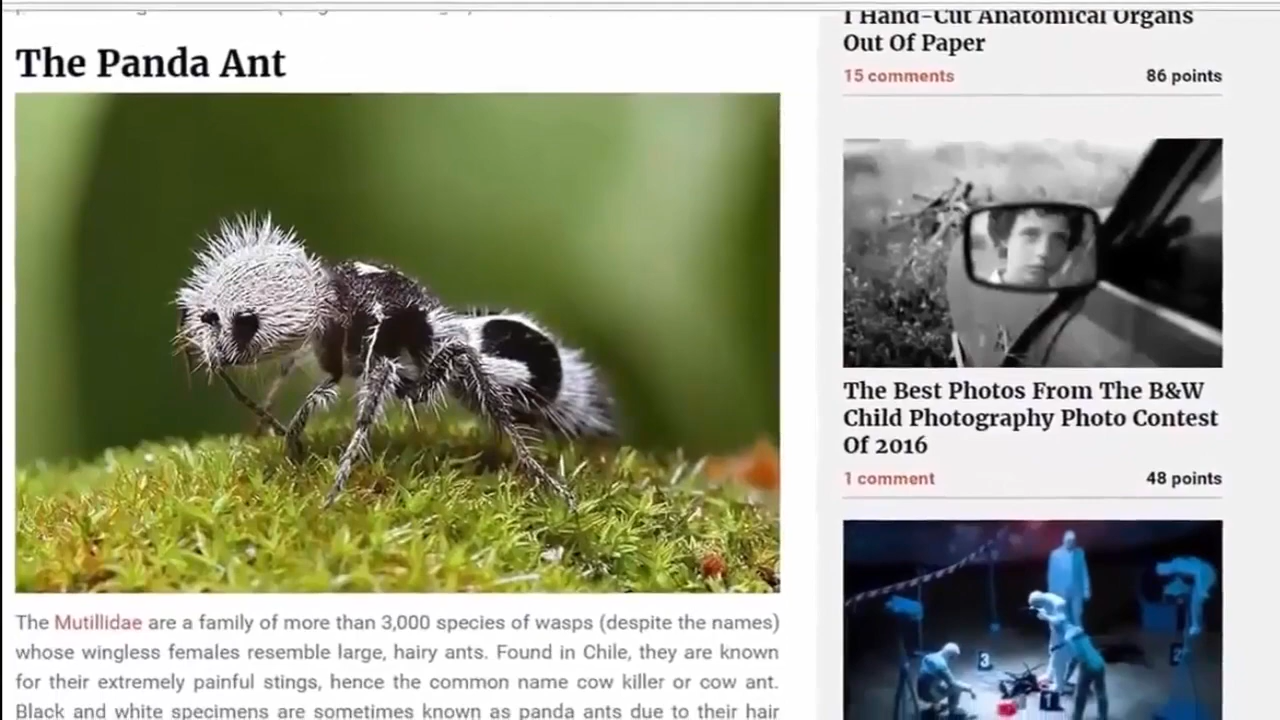 The Panda Ant
The Mutillidae are a family of more than 3,000 species of wasps (despite the names)
whose wingless females resemble large, hairy ants. Found in Chile, they are known
for their extremely painful stings, hence the common name cow killer or cow ant.
Black and white specimens are sometimes known as panda ants due to their hair
I Hand-Cut Anatomical Organs
Out Of Paper
15 comments 86 points
The Best Photos From The B&W
Child Photography Photo Contest
Of 2016
1 comment 48 points
3